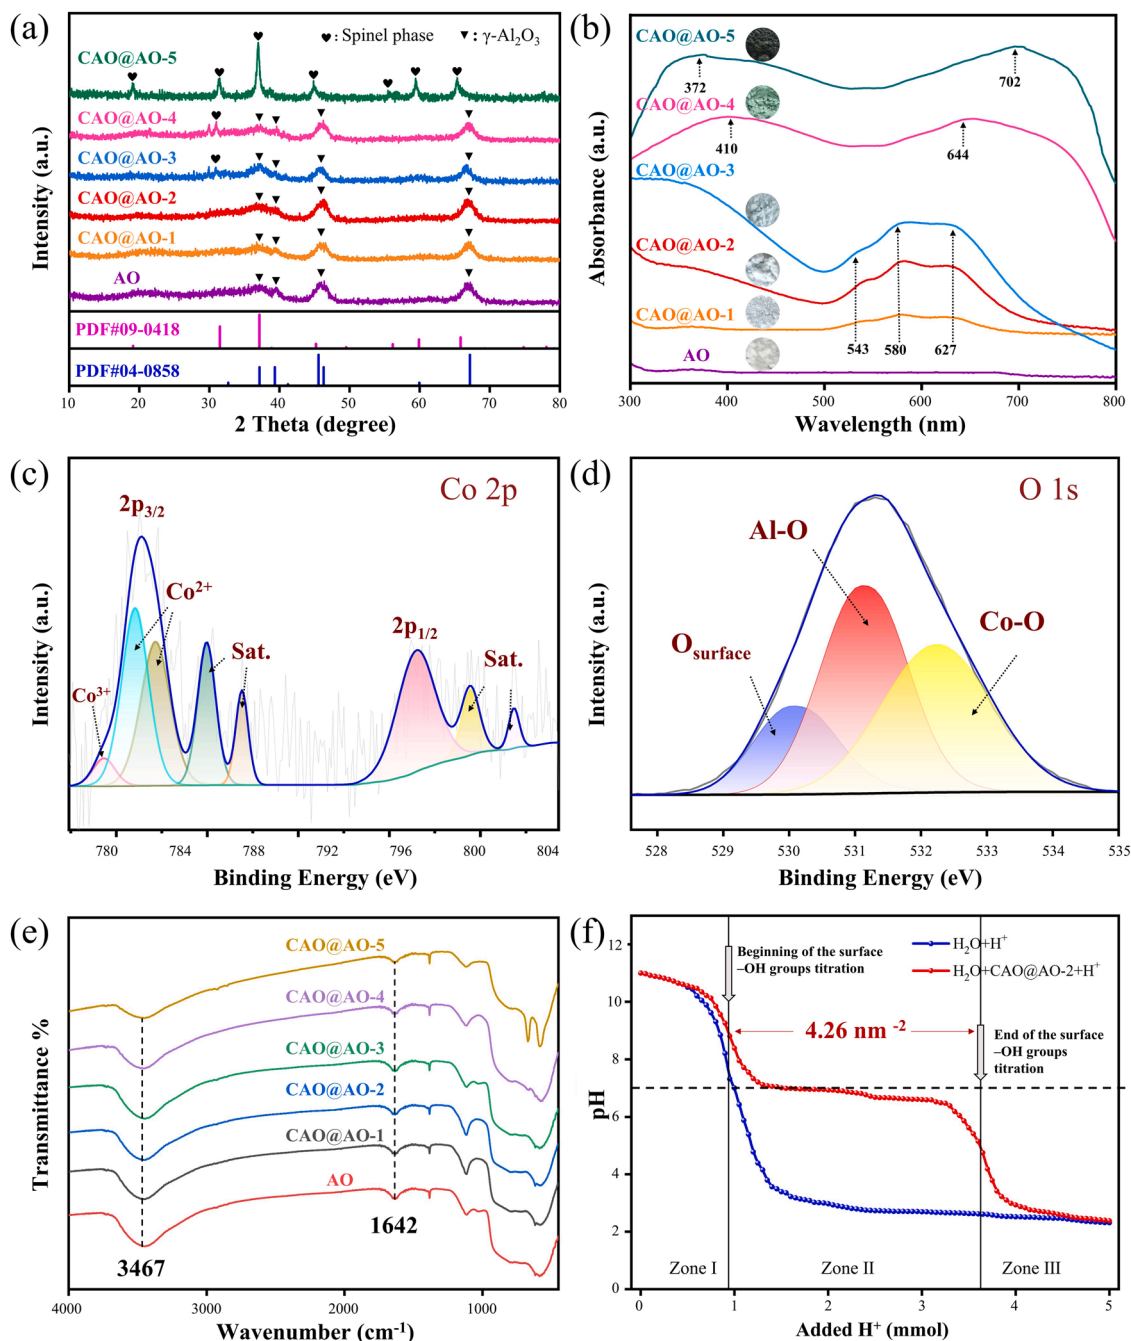 (a)
♥: Spinel phase ▼: γ-Al₂O₃
CAO@AO-5
CAO@AO-4
CAO@AO-3
CAO@AO-2
CAO@AO-1
AO
PDF#09-0418
PDF#04-0858
Intensity (a.u.)
10 20 30 40 50 60 70 80
2 Theta (degree)
(b)
CAO@AO-5
372
702
CAO@AO-4
410
644
CAO@AO-3
CAO@AO-2
CAO@AO-1
543 580 627
AO
Absorbance (a.u.)
300 400 500 600 700 800
Wavelength (nm)
(c)
Co 2p
2p₃/₂
Co²⁺
Co³⁺
Sat.
2p₁/₂
Sat.
Intensity (a.u.)
780 784 788 792 796 800 804
Binding Energy (eV)
(d)
O 1s
Al-O
Co-O
Osurface
Intensity (a.u.)
528 529 530 531 532 533 534 535
Binding Energy (eV)
(e)
CAO@AO-5
CAO@AO-4
CAO@AO-3
CAO@AO-2
CAO@AO-1
AO
3467
1642
Transmittance %
4000 3000 2000 1000
Wavenumber (cm⁻¹)
(f)
H₂O+H⁺
H₂O+CAO@AO-2+H⁺
Beginning of the surface
–OH groups titration
4.26 nm ⁻²
End of the surface
–OH groups
titration
Zone I Zone II Zone III
pH
12
10
8
6
4
2
0
0 1 2 3 4 5
Added H⁺ (mmol)